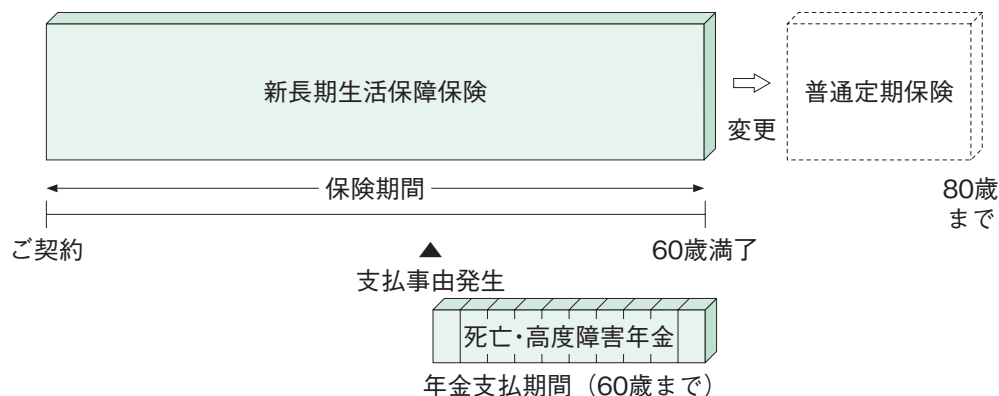 新長期生活保障保険
普通定期保険
変更
保険期間
80歳
まで
ご契約
60歳満了
▲
支払事由発生
死亡・高度障害年金
年金支払期間（60歳まで）